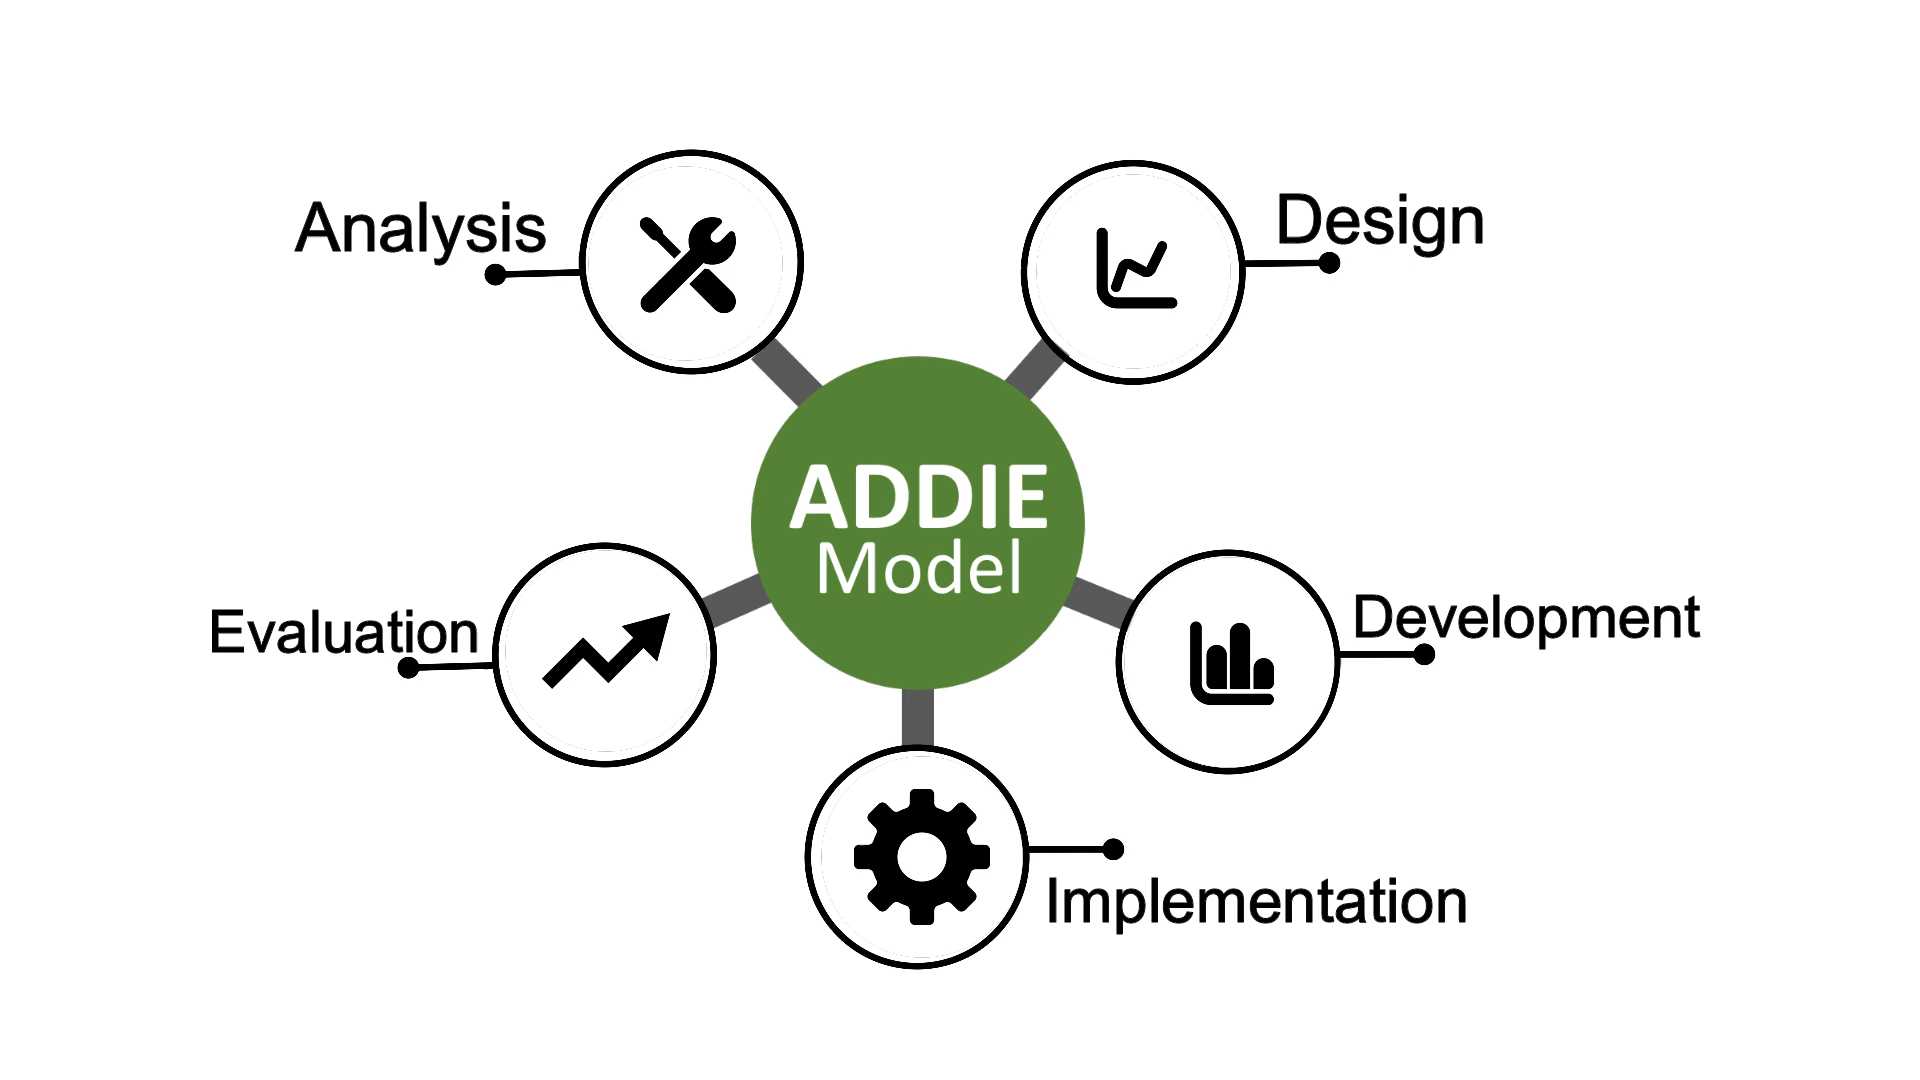 Analysis
Design
ADDIE
Model
Evaluation
Development
Implementation